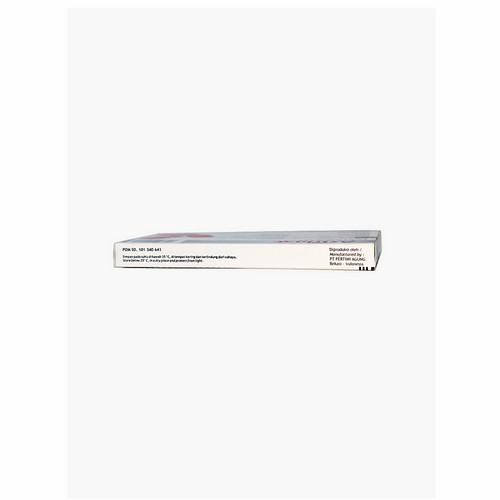 POM SD. 101 340 641
Simpan pada suhu di bawah 25 °C, di tempat kering dan terlindung dari cahaya.
Store below 25 °C, in a dry place and protect from light.
Diproduksi oleh /
Manufactured by :
PT PERTIWI AGUNG
Bekasi - Indonesia